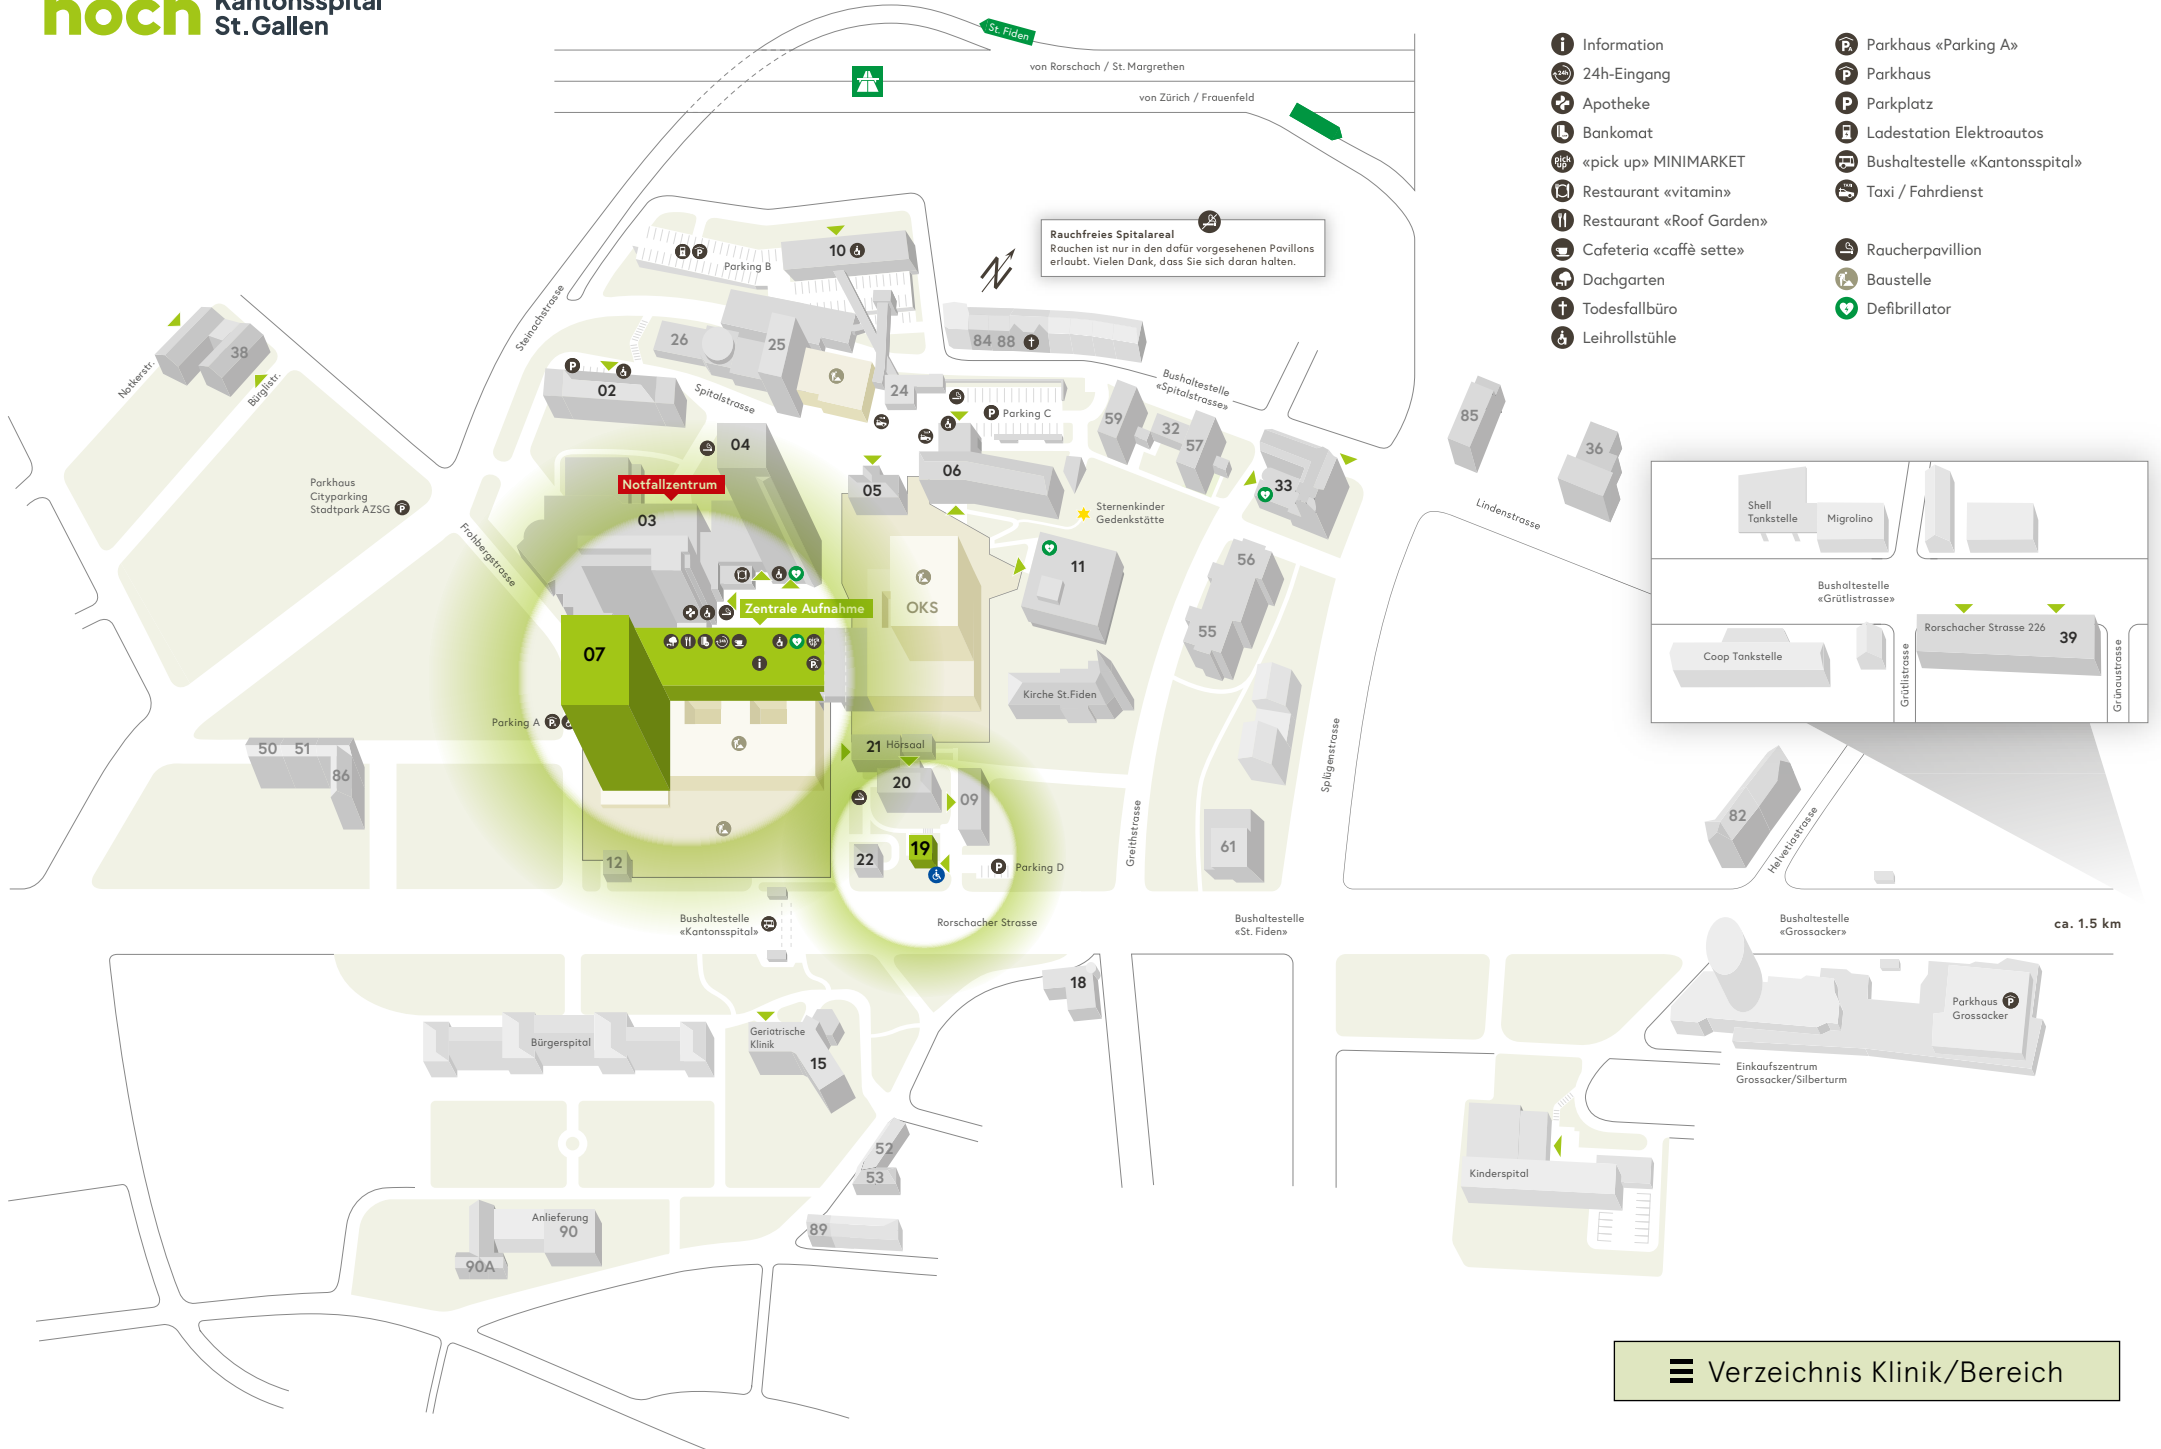 noch
Kantonsspital
St.Gallen
St. Fiden
von Rorschach / St. Margrethen
von Zürich / Frauenfeld
Information
24h-Eingang
Apotheke
Bankomat
«pick up» MINIMARKET
Restaurant «vitamin»
Restaurant «Roof Garden»
Cafeteria «caffè sette»
Dachgarten
Todesfallbüro
Leihrollstühle
Parkhaus «Parking A»
Parkhaus
Parkplatz
Ladestation Elektroautos
Bushaltestelle «Kantonsspital»
Taxi / Fahrdienst
Raucherpavillion
Baustelle
Defibrillator
Rauchfreies Spitalareal
Rauchen ist nur in den dafür vorgesehenen Pavillons
erlaubt. Vielen Dank, dass Sie sich daran halten.
N
10
Parking B
Steinachstrasse
26
25
84 88
38
Notkerstr.
Bürglistr.
02
Spitalstrasse
24
Bushaltestelle
«Spitalstrasse»
Parking C
59
32
57
85
36
04
06
05
33
Notfallzentrum
03
Parkhaus
Cityparking
Stadtpark AZSG
Frohbergstrasse
Sternenkinder
Gedenkstätte
Lindenstrasse
Shell
Tankstelle
Migrolino
11
56
OKS
Zentrale Aufnahme
Bushaltestelle
«Grütlistrasse»
55
Rorschacher Strasse 226
39
Coop Tankstelle
Grütlistrasse
Grünaustrasse
07
Kirche St.Fiden
Parking A
50 51
86
21 Hörsaal
20
09
Splügenstrasse
Greithstrasse
82
Helvetiastrasse
12
22
19
Parking D
61
Bushaltestelle
«Kantonsspital»
Rorschacher Strasse
Bushaltestelle
«St. Fiden»
Bushaltestelle
«Grossacker»
ca. 1.5 km
18
Parkhaus
Grossacker
Bürgerspital
Geriatrische
Klinik
15
Einkaufszentrum
Grossacker/Silberturm
52
53
Kinderspital
89
Anlieferung
90
90A
Verzeichnis Klinik/Bereich